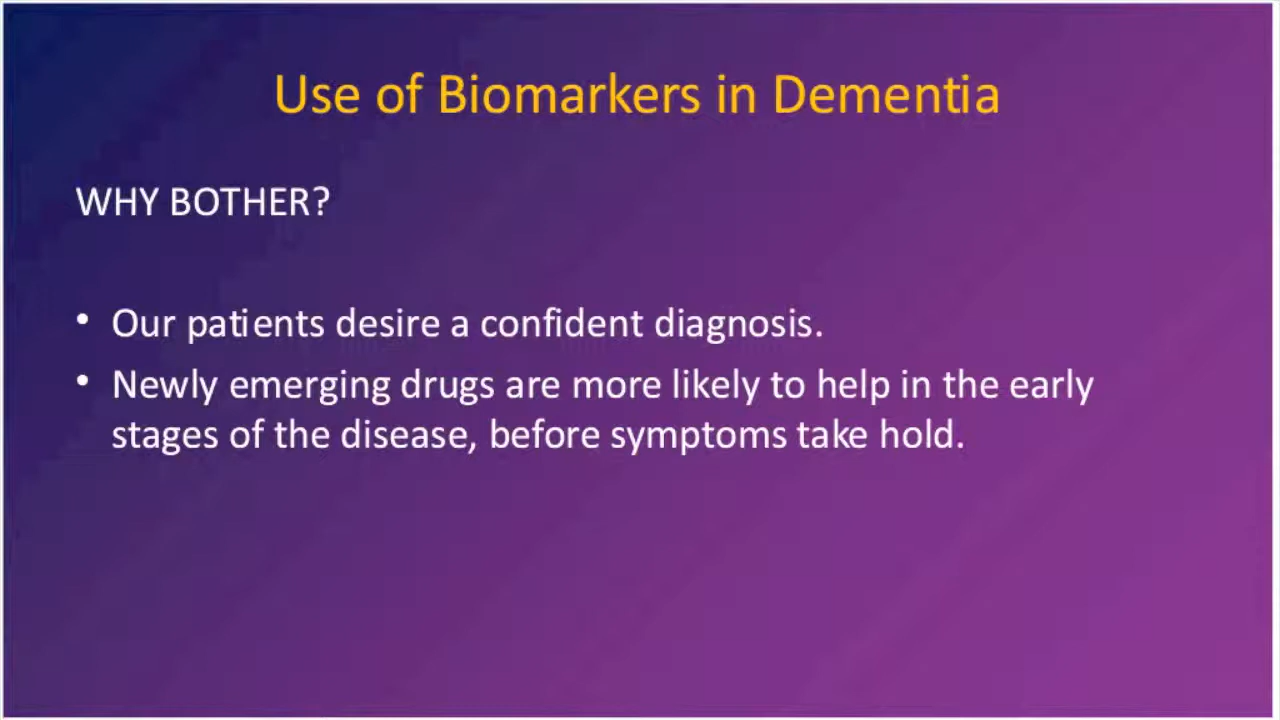 Use of Biomarkers in Dementia
WHY BOTHER?
• Our patients desire a confident diagnosis.
• Newly emerging drugs are more likely to help in the early
stages of the disease, before symptoms take hold.